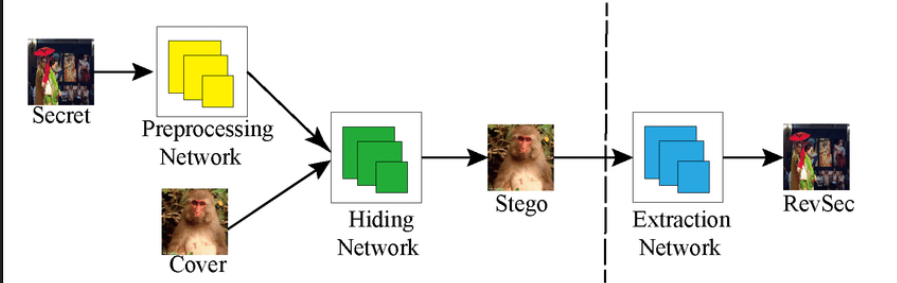 Secret
Preprocessing
Network
Cover
Hiding
Network
Stego
Extraction
Network
RevSec